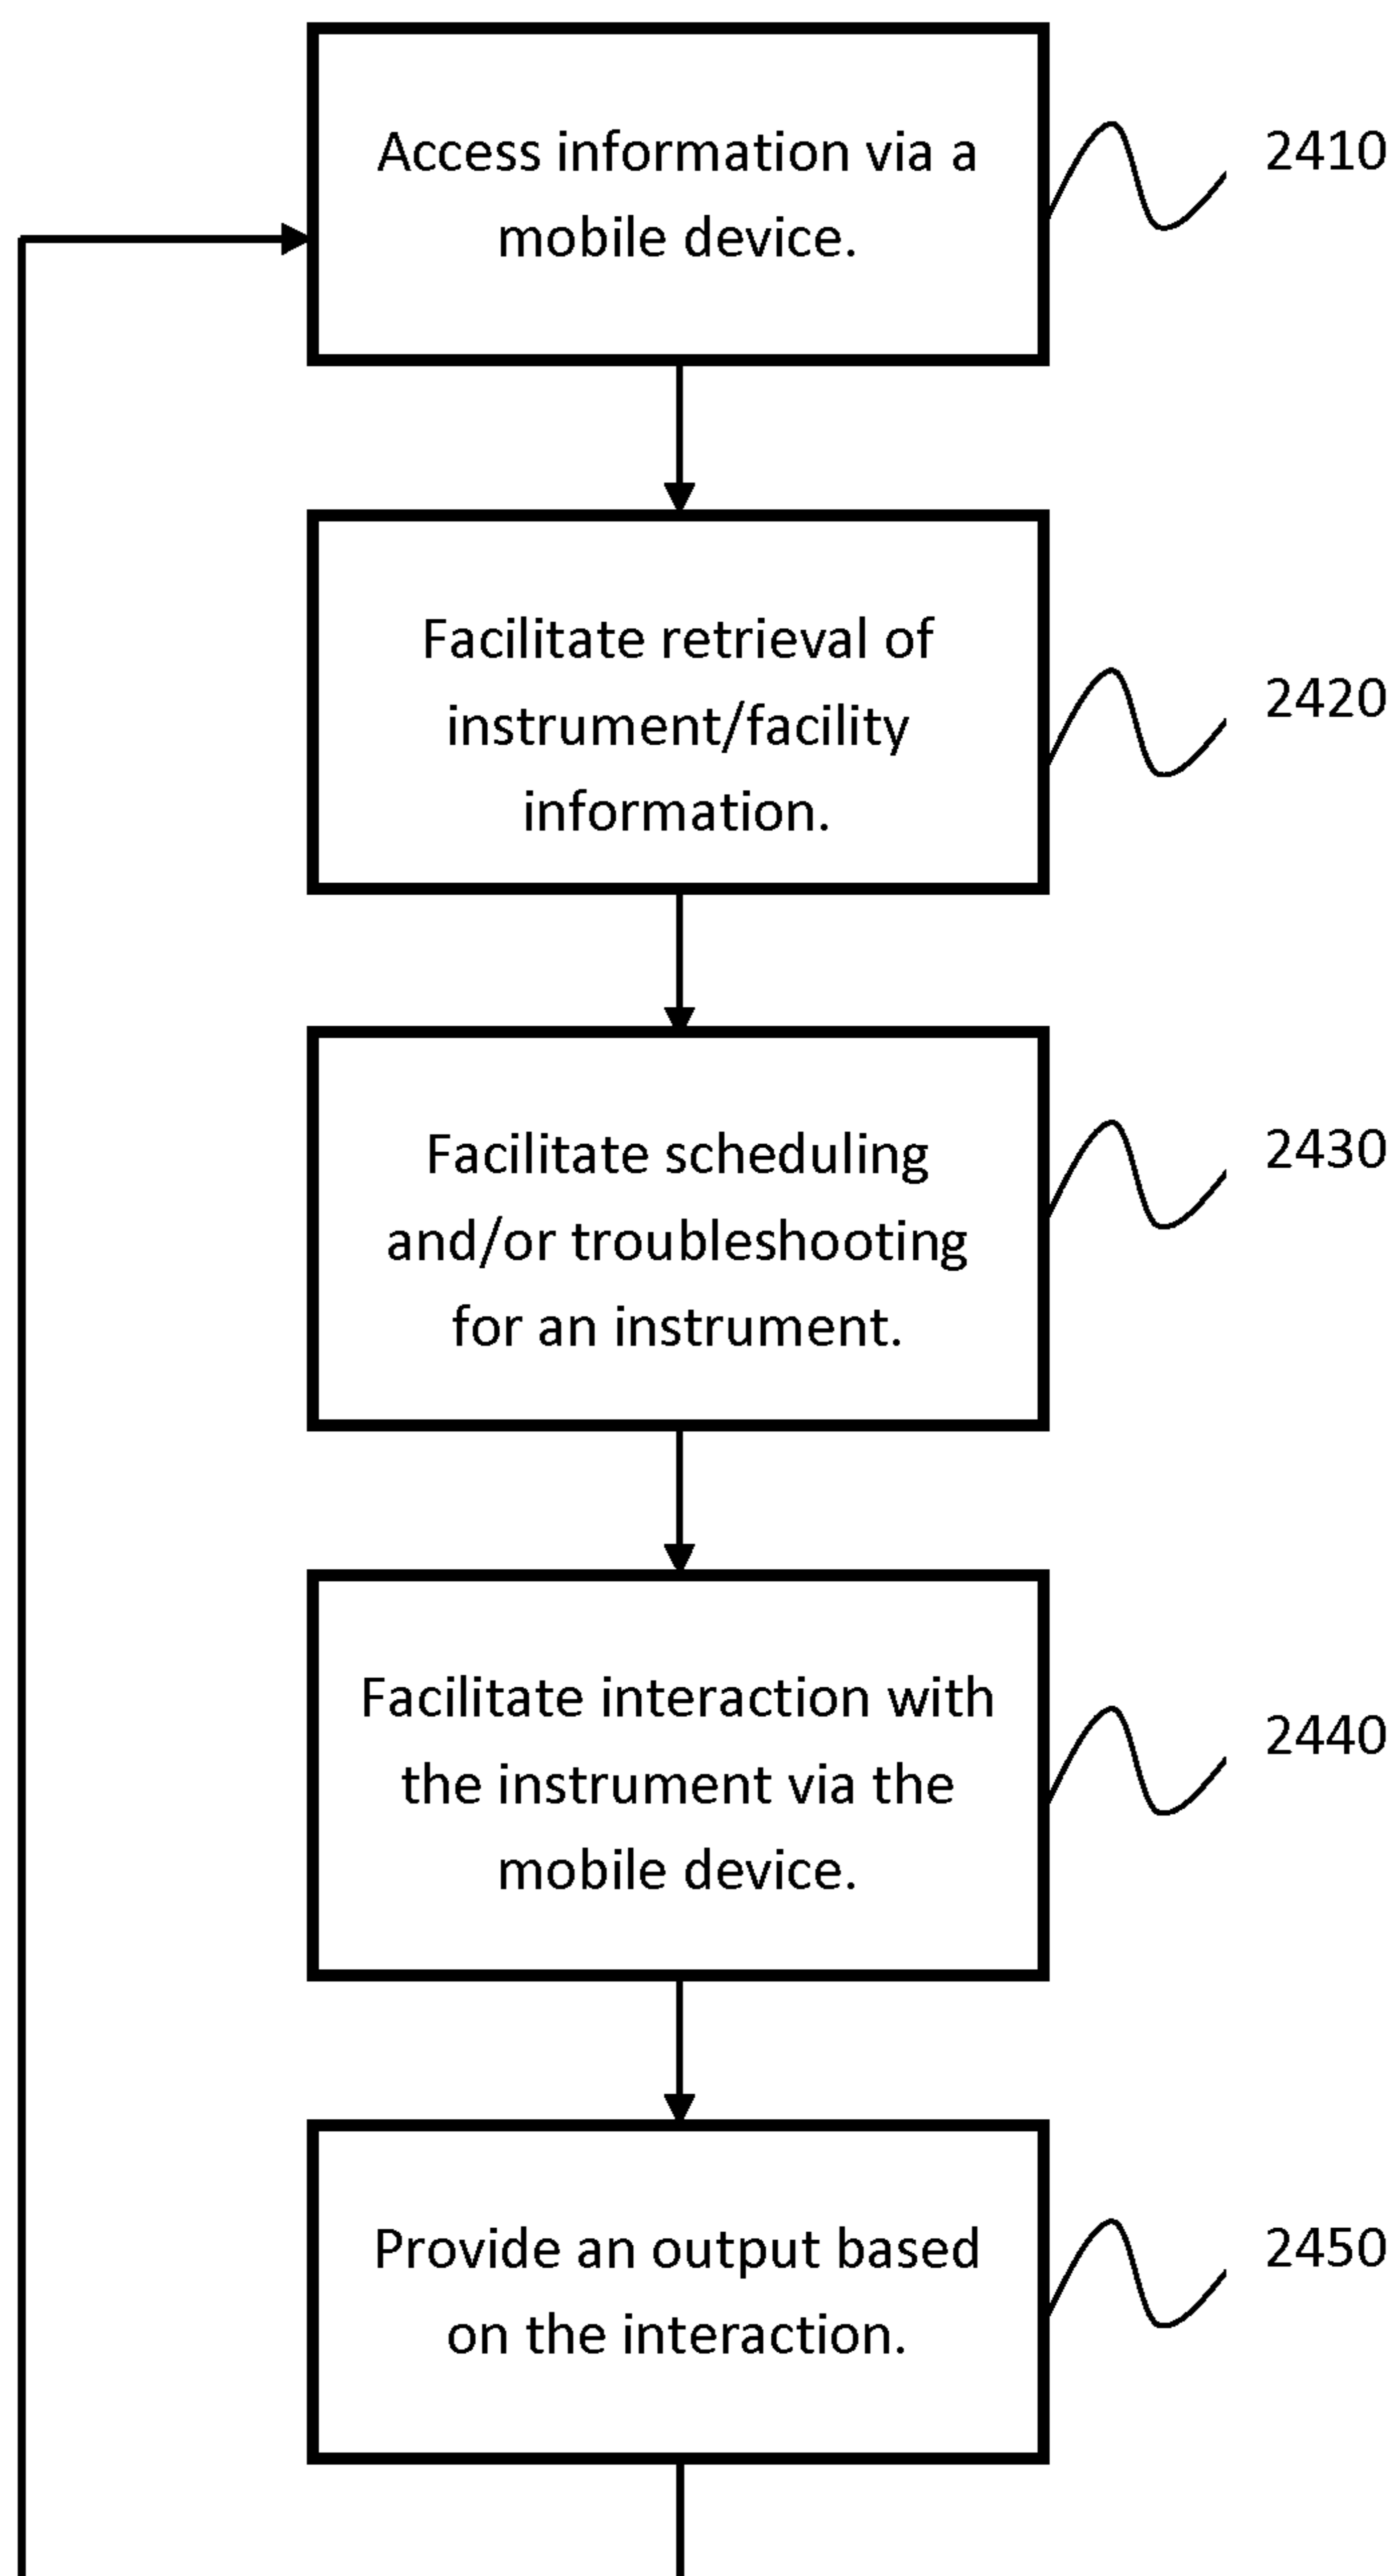 Access information via a
mobile device.
2410
Facilitate retrieval of
instrument/facility
information.
2420
Facilitate scheduling
and/or troubleshooting
for an instrument.
2430
Facilitate interaction with
the instrument via the
mobile device.
2440
Provide an output based
on the interaction.
2450